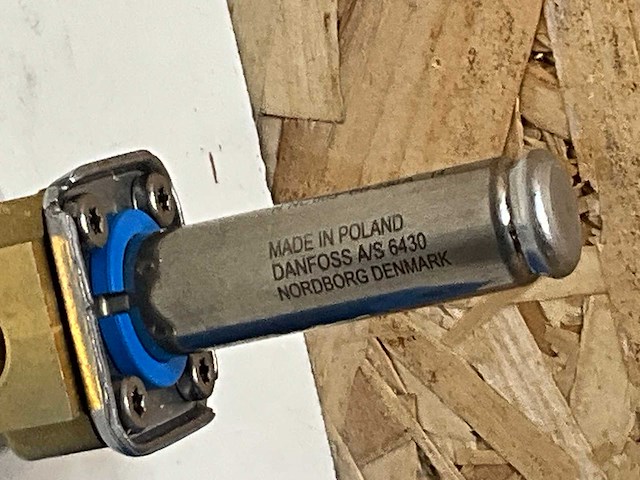 MADE IN POLAND
DANFOSS A/S 6430
NORDBORG DENMARK